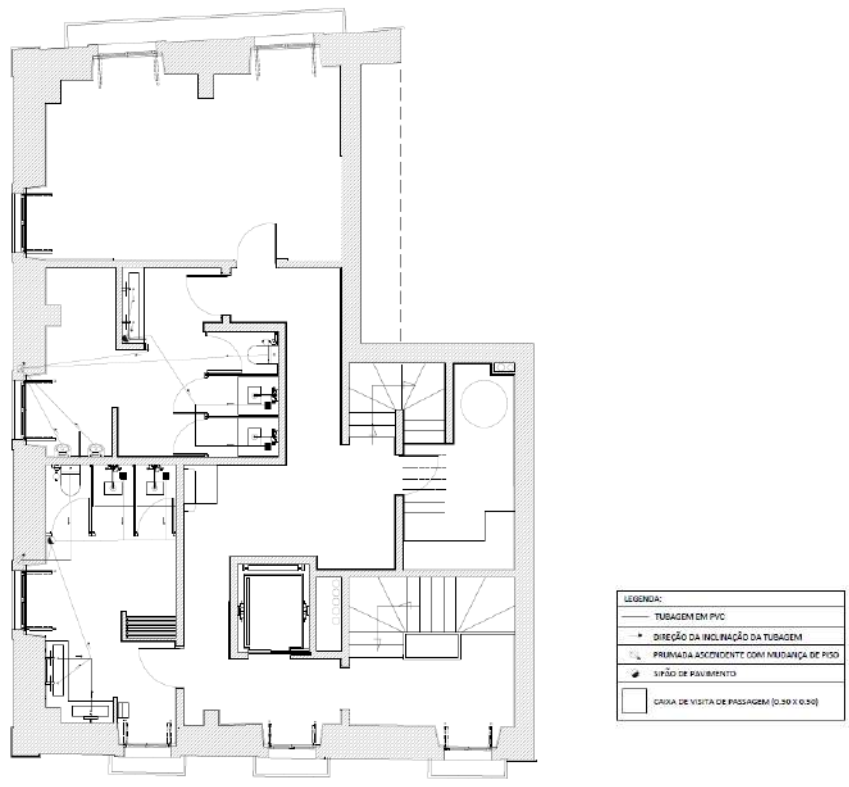 LEGENDA:
TUBAGEM EM PVC
DIREÇÃO DA INCLINAÇÃO DA TUBAGEM
PRUMADA ASCENDENTE COM MUDANÇA DE PISO
SIFÃO DE PAVIMENTO
CAIXA DE VISITA DE PASSAGEM (0.50 X 0.50)